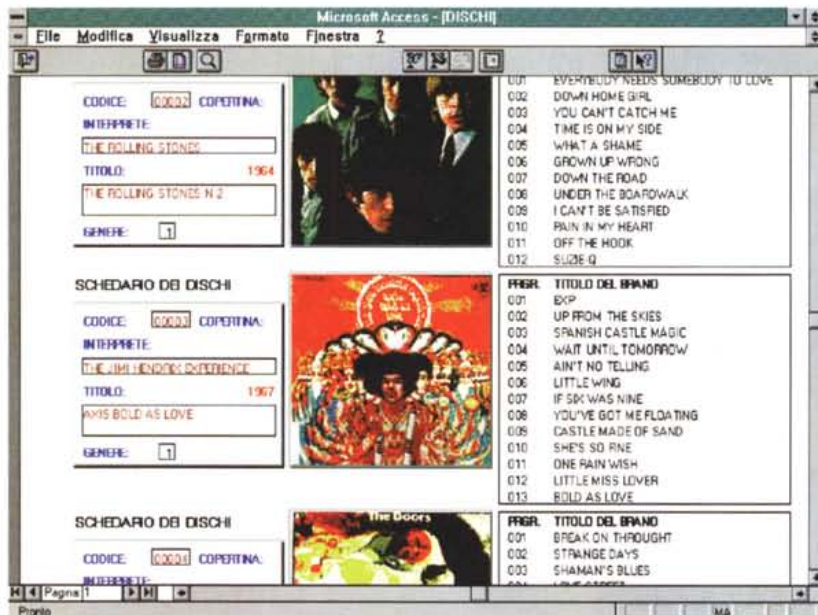 Microsoft Access - [DISCHI]
File Modifica Visualizza Formato Finestra ?
CODICE: 00002 COPERTINA:
INTERPRETE:
THE ROLLING STONES
TITOLO: 1964
THE ROLLING STONES N 2
GENERE: 1
001 EVERYBODY NEEDS SOMEBODY TO LOVE
002 DOWN HOME GIRL
003 YOU CAN'T CATCH ME
004 TIME IS ON MY SIDE
005 WHAT A SHAME
006 GROWN UP WRONG
007 DOWN THE ROAD
008 UNDER THE BOARDWALK
009 I CAN'T BE SATISFIED
010 PAIN IN MY HEART
011 OFF THE HOOK
012 SUZIE Q
SCHEDARIO DEI DISCHI
CODICE: 00003 COPERTINA:
INTERPRETE:
THE JIMI HENDRIX EXPERIENCE
TITOLO: 1967
AXIS BOLD AS LOVE
GENERE: 1
PRGR. TITOLO DEL BRANO
001 EXP
002 UP FROM THE SKIES
003 SPANISH CASTLE MAGIC
004 WAIT UNTIL TOMORROW
005 AIN'T NO TELLING
006 LITTLE WING
007 IF SIX WAS NINE
008 YOU'VE GOT ME FLOATING
009 CASTLE MADE OF SAND
010 SHE'S SO FINE
011 ONE RAIN WISH
012 LITTLE MISS LOVER
013 BOLD AS LOVE
SCHEDARIO DEI DISCHI
CODICE: 00004 COPERTINA:
INTERPRETE:
The Doors
PRGR. TITOLO DEL BRANO
001 BREAK ON THROUGHT
002 STRANGE DAYS
003 SHAMAN'S BLUES
004 LOVE STREET
Pagina 1
Pronto MA